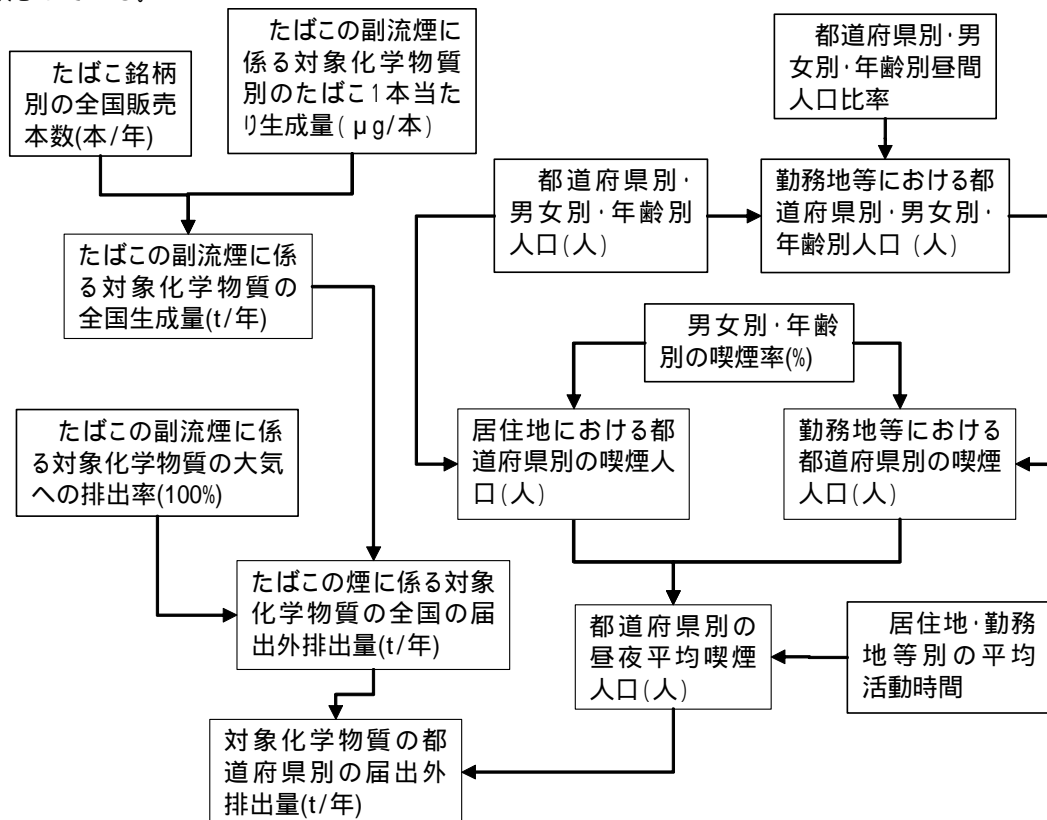 たばこ銘柄
別の全国販売
本数(本/年)
たばこの副流煙に
係る対象化学物質
別のたばこ1本当た
り生成量(μg/本)
都道府県別・男
女別・年齢別昼間
人口比率
都道府県別・
男女別・年齢別
人口(人)
勤務地等における都
道府県別・男女別・
年齢別人口(人)
たばこの副流煙に係
る対象化学物質の
全国生成量(t/年)
男女別・年齢
別の喫煙率(%)
たばこの副流煙に係
る対象化学物質の大気
への排出率(100%)
居住地における都
道府県別の喫煙人
口(人)
勤務地等における
都道府県別の喫煙
人口(人)
たばこの煙に係る対象
化学物質の全国の届
出外排出量(t/年)
都道府県別の
昼夜平均喫煙
人口(人)
居住地・勤務
地等別の平均
活動時間
対象化学物質の都
道府県別の届出外
排出量(t/年)